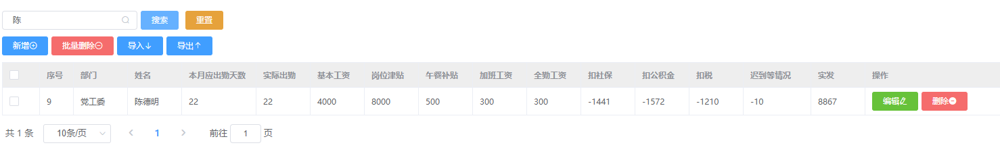 陈 搜索 重置
新增 批量删除 导入 导出
序号 部门 姓名 本月应出勤天数 实际出勤 基本工资 岗位津贴 午餐补贴 加班工资 全勤工资 扣社保 扣公积金 扣税 迟到等情况 实发 操作
9 党工委 陈德明 22 22 4000 8000 500 300 300 -1441 -1572 -1210 -10 8867 编辑 删除
共 1 条 10条/页 1 前往 1 页